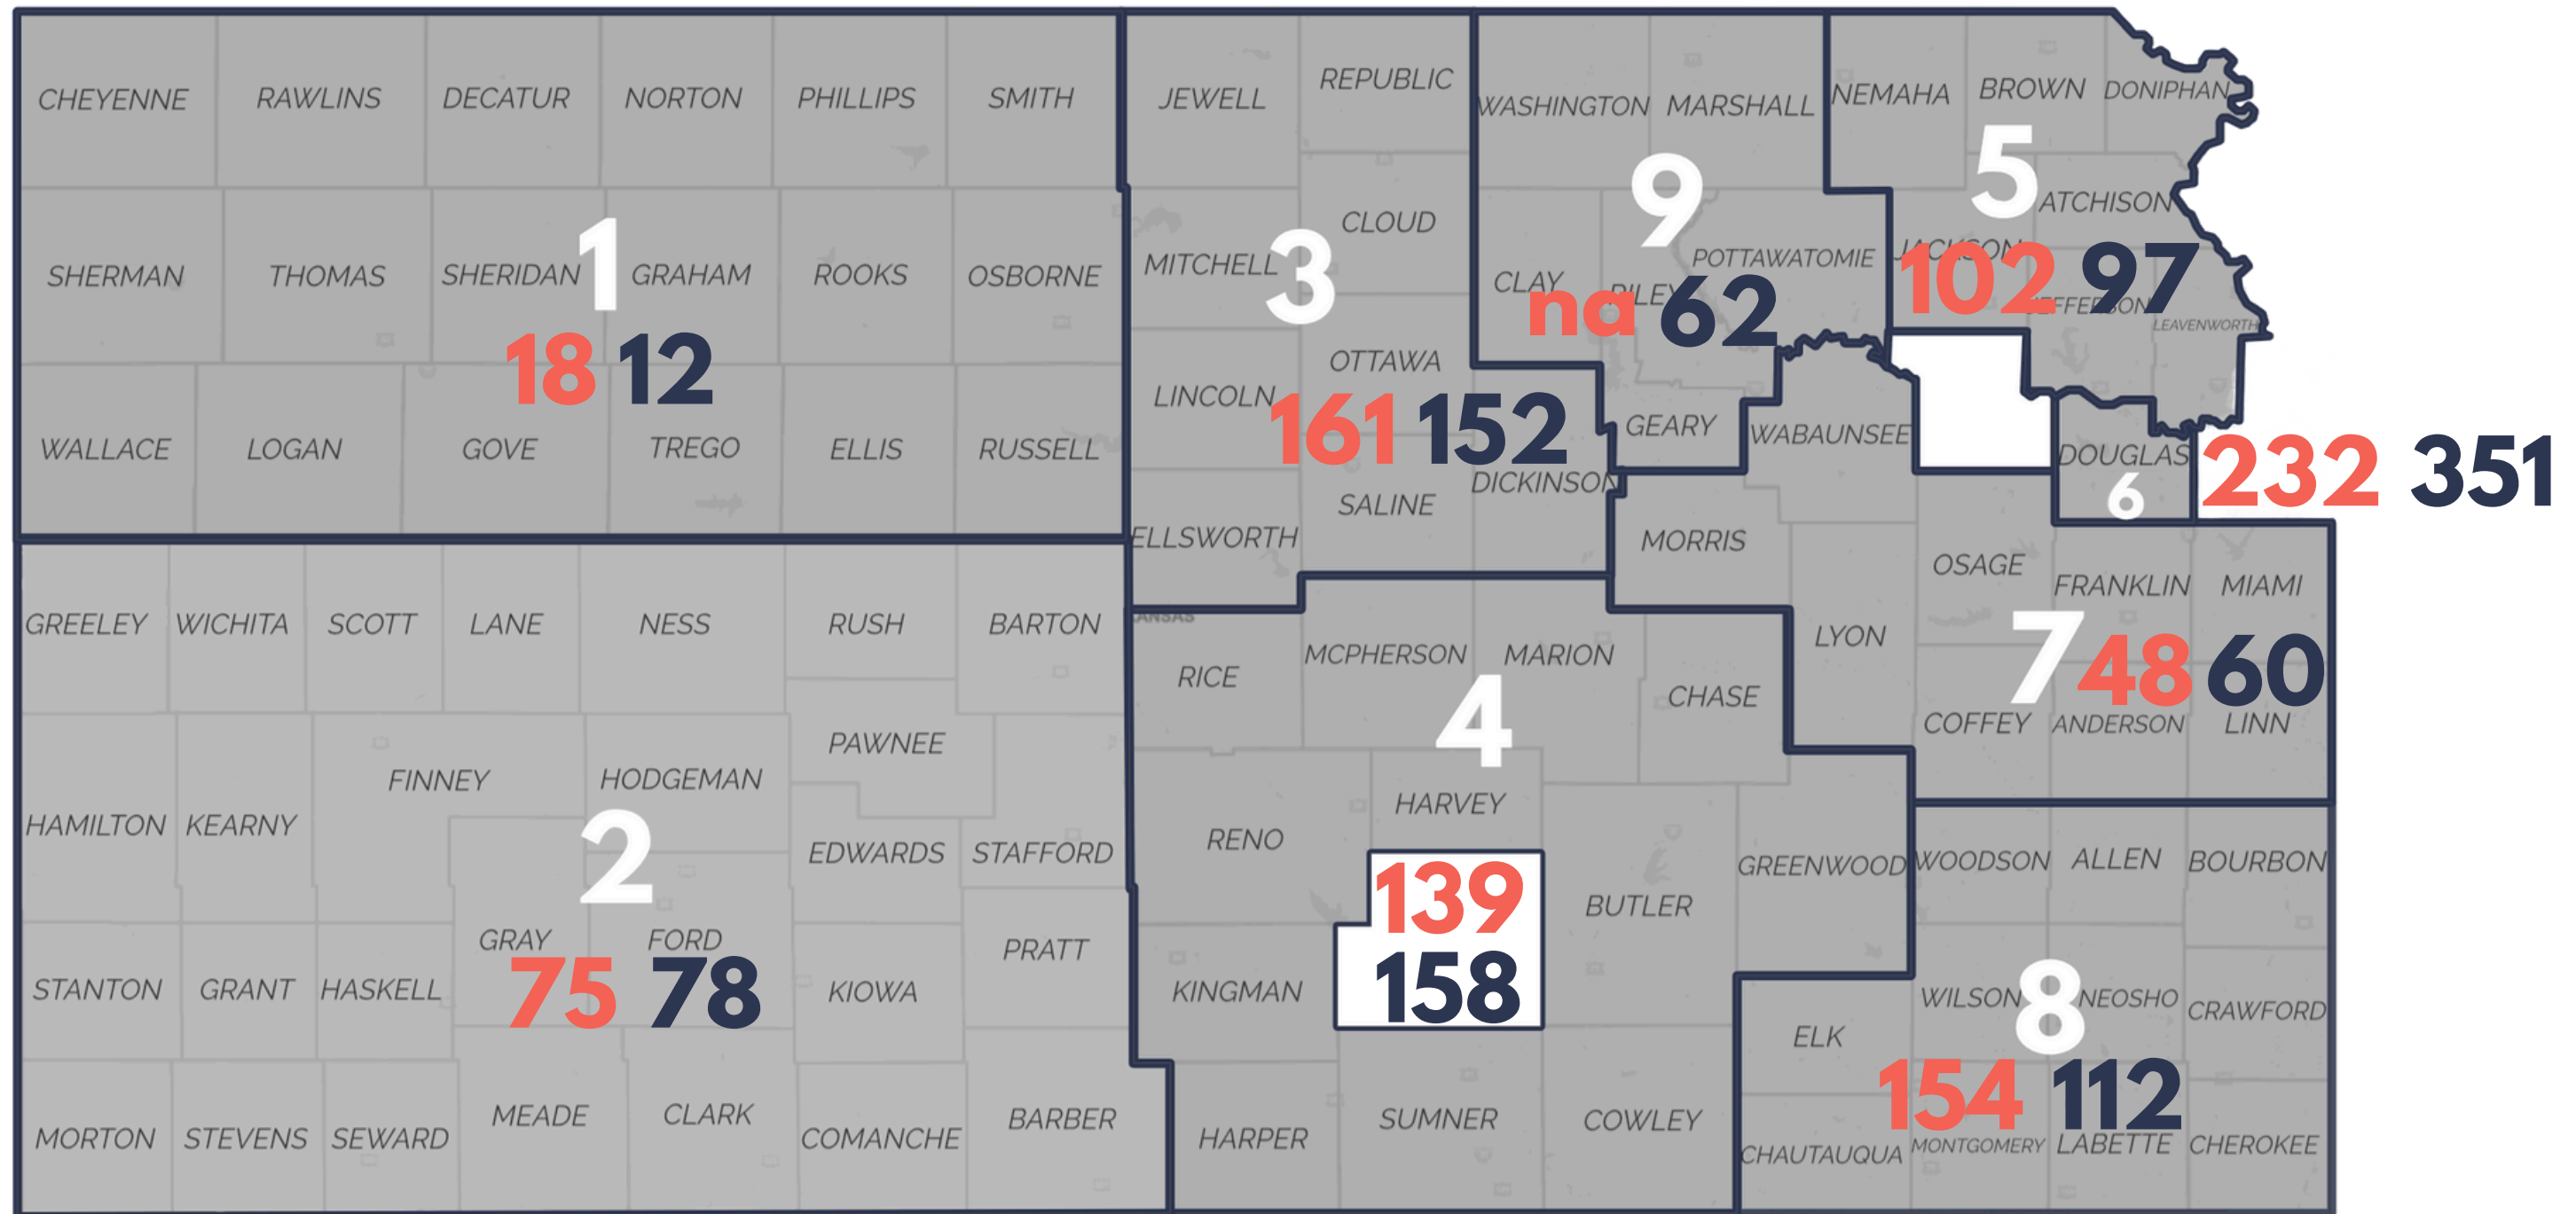 CHEYENNE RAWLINS DECATUR NORTON PHILLIPS SMITH JEWELL REPUBLIC WASHINGTON MARSHALL NEMAHA BROWN DONIPHAN
9 5
CLOUD ATCHISON
SHERMAN THOMAS SHERIDAN 1 GRAHAM ROOKS OSBORNE MITCHELL 3 CLAY RILEY POTTAWATOMIE JACKSON
na 62 102 97
JEFFERSON LEAVENWORTH
18 12 LINCOLN OTTAWA
161 152 GEARY WABAUNSEE
WALLACE LOGAN GOVE TREGO ELLIS RUSSELL DOUGLAS 232 351
SALINE DICKINSON 6
ELLSWORTH MORRIS OSAGE FRANKLIN MIAMI
GREELEY WICHITA SCOTT LANE NESS RUSH BARTON
KANSAS
RICE MCPHERSON MARION LYON 7 48 60
4 CHASE COFFEY ANDERSON LINN
PAWNEE
FINNEY HODGEMAN
HAMILTON KEARNY 2 EDWARDS STAFFORD RENO HARVEY GREENWOOD WOODSON ALLEN BOURBON
139 BUTLER
GRAY FORD PRATT
75 78 KIOWA
STANTON GRANT HASKELL KINGMAN 158 WILSON 8 NEOSHO CRAWFORD
ELK
154 112
MORTON STEVENS SEWARD MEADE CLARK COMANCHE BARBER HARPER SUMNER COWLEY CHAUTAUQUA MONTGOMERY LABETTE CHEROKEE